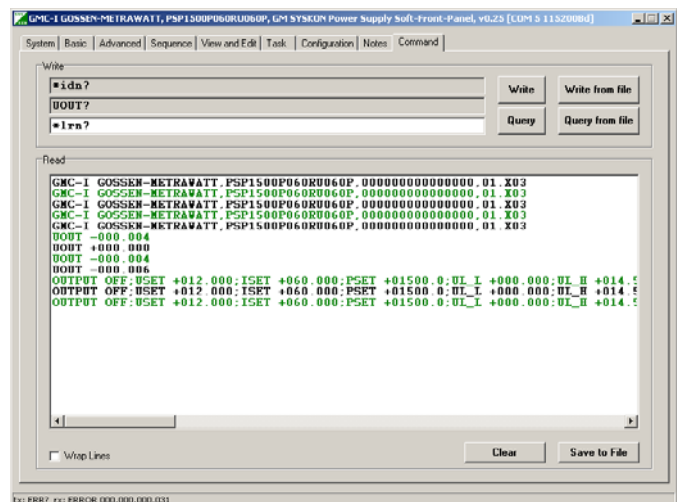 GMC-I GOSSEN-METRAWATT, PSP1500P060RU060P, GM SYSKON Power Supply Soft-Front-Panel, v0.25 [COM 5 115200Bd]
System Basic Advanced Sequence View and Edit Task Configuration Notes Command
Write
*idn?
Write Write from file
UOUT?
Query Query from file
*lrn?
Read
GMC-I GOSSEN-METRAWATT,PSP1500P060RU060P,000000000000000,01.X03
GMC-I GOSSEN-METRAWATT,PSP1500P060RU060P,000000000000000,01.X03
GMC-I GOSSEN-METRAWATT,PSP1500P060RU060P,000000000000000,01.X03
GMC-I GOSSEN-METRAWATT,PSP1500P060RU060P,000000000000000,01.X03
GMC-I GOSSEN-METRAWATT,PSP1500P060RU060P,000000000000000,01.X03
UOUT -000.004
UOUT +000.000
UOUT -000.004
UOUT -000.006
OUTPUT OFF;USET +012.000;ISET +060.000;PSET +01500.0;UL_L +000.000;UL_H +014.5
OUTPUT OFF;USET +012.000;ISET +060.000;PSET +01500.0;UL_L +000.000;UL_H +014.5
OUTPUT OFF;USET +012.000;ISET +060.000;PSET +01500.0;UL_L +000.000;UL_H +014.5
Wrap Lines
Clear Save to File
tx: ERR? rx: ERROR 000,000,000,031